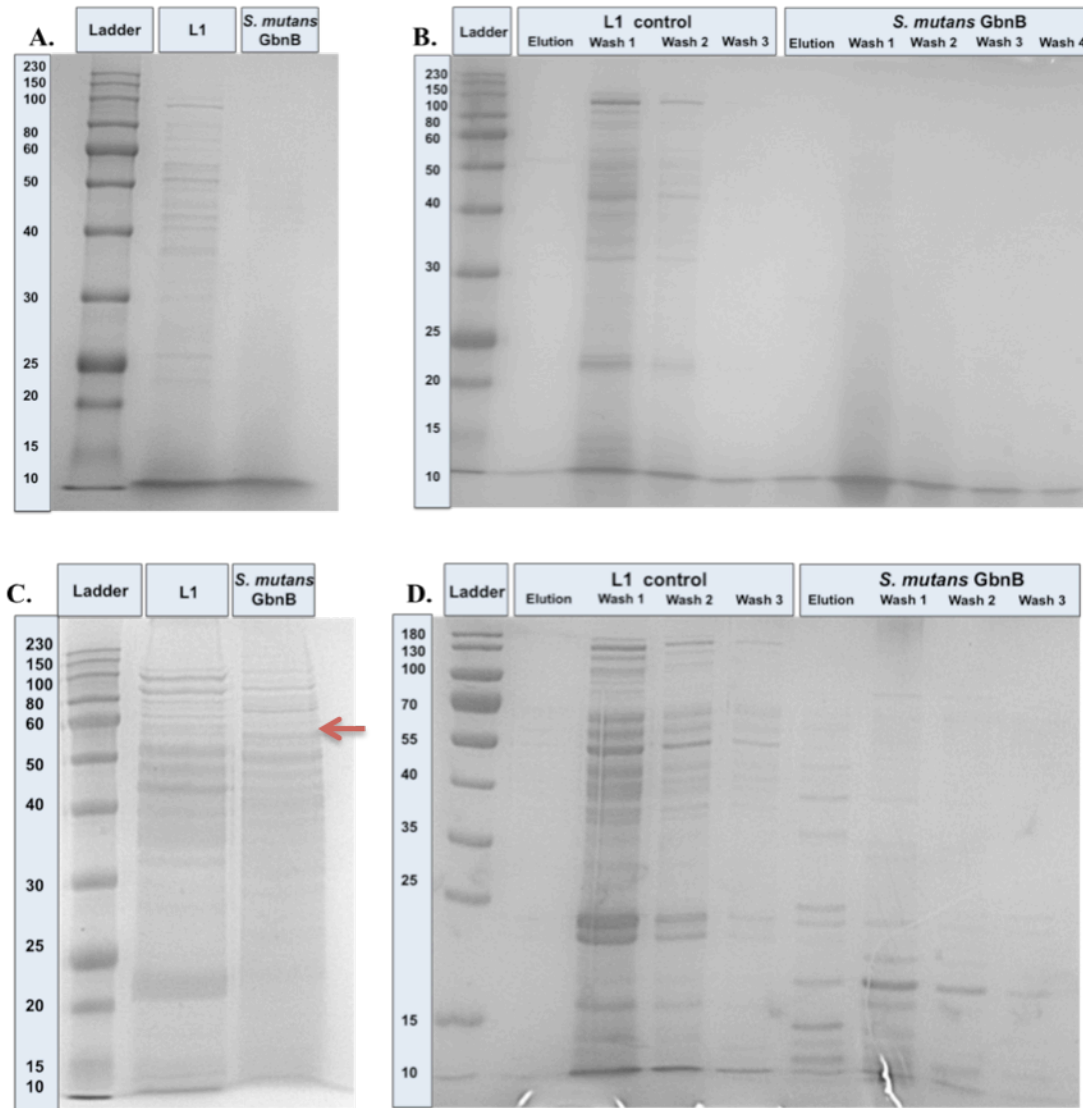 A.
Ladder
L1
S. mutans
GbnB
230
150
100
80
60
50
40
30
25
20
15
10
B.
Ladder
L1 control
Elution Wash 1 Wash 2 Wash 3
S. mutans GbnB
Elution Wash 1 Wash 2 Wash 3 Wash 4
230
150
100
80
60
50
40
30
25
20
15
10
C.
Ladder
L1
S. mutans
GbnB
230
150
100
80
60
50
40
30
25
20
15
10
D.
Ladder
L1 control
Elution Wash 1 Wash 2 Wash 3
S. mutans GbnB
Elution Wash 1 Wash 2 Wash 3
180
130
100
70
55
40
35
25
15
10